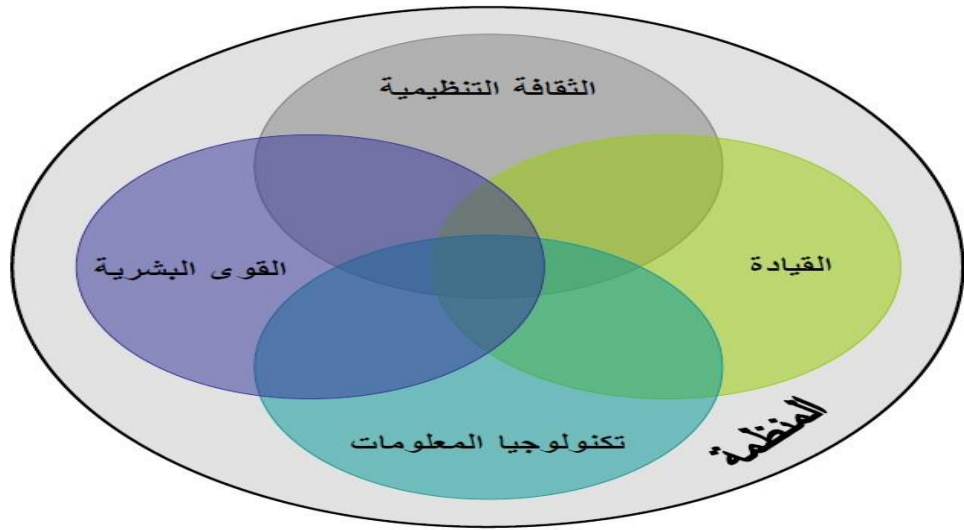 الثقافة التنظيمية
القيادة
القوى البشرية
تكنولوجيا المعلومات
المنظمة